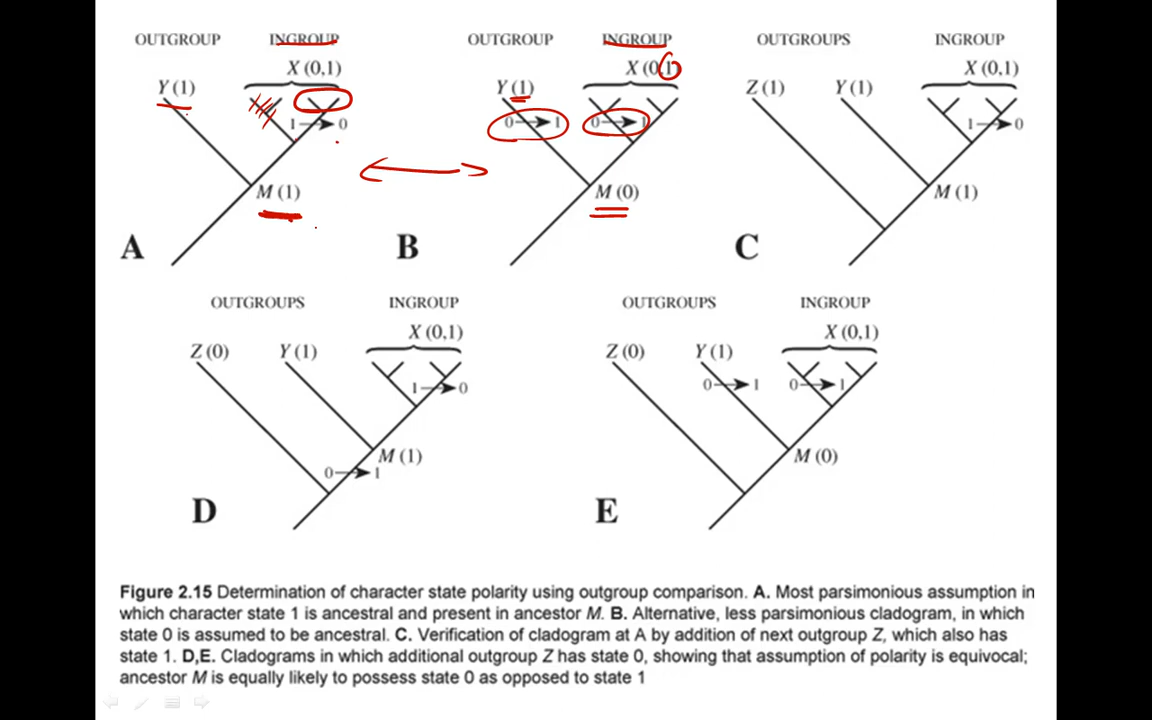 OUTGROUP INGROUP OUTGROUP INGROUP OUTGROUPS INGROUP
X (0,1) X (0,1) X (0,1)
Y (1) Y (1) Z (1) Y (1)
1 0 0 1 0 1 1 0
M (1) M (0) M (1)
A B C
OUTGROUPS INGROUP OUTGROUPS INGROUP
X (0,1) X (0,1)
Z (0) Y (1) Z (0) Y (1)
1 0 0 1 0 1
M (1) M (0)
0 1
D E
Figure 2.15 Determination of character state polarity using outgroup comparison. A. Most parsimonious assumption in
which character state 1 is ancestral and present in ancestor M. B. Alternative, less parsimonious cladogram, in which
state 0 is assumed to be ancestral. C. Verification of cladogram at A by addition of next outgroup Z, which also has
state 1. D,E. Cladograms in which additional outgroup Z has state 0, showing that assumption of polarity is equivocal;
ancestor M is equally likely to possess state 0 as opposed to state 1